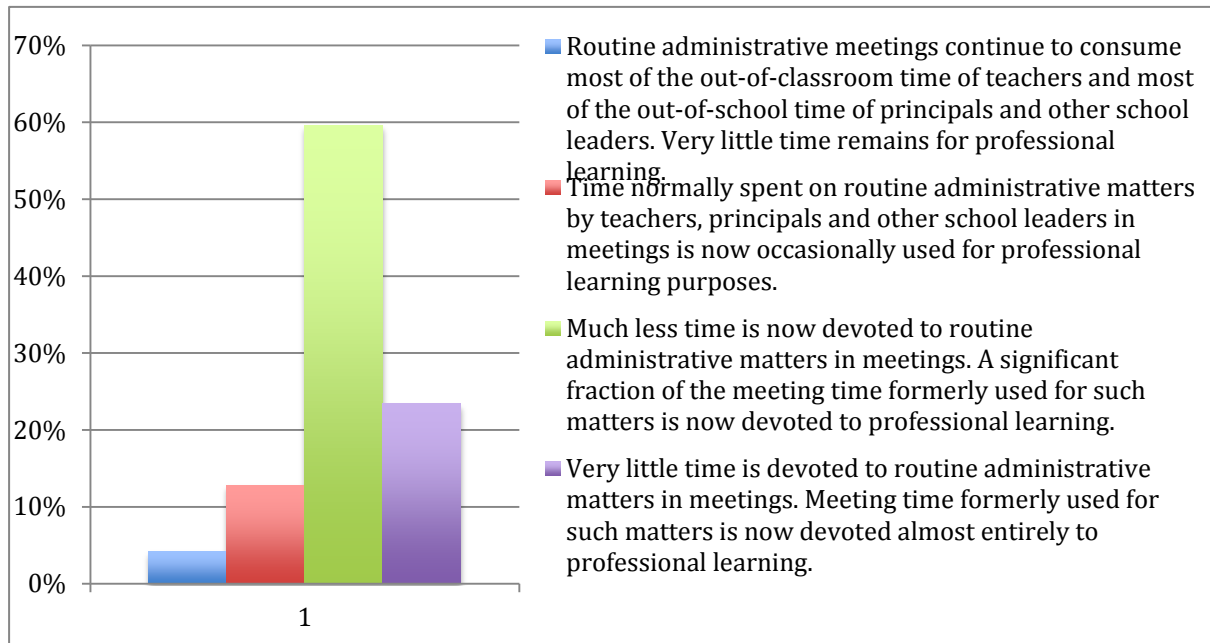 70%
60%
50%
40%
30%
20%
10%
0%
1
Routine administrative meetings continue to consume
most of the out-of-classroom time of teachers and most
of the out-of-school time of principals and other school
leaders. Very little time remains for professional
learning.
Time normally spent on routine administrative matters
by teachers, principals and other school leaders in
meetings is now occasionally used for professional
learning purposes.
Much less time is now devoted to routine
administrative matters in meetings. A significant
fraction of the meeting time formerly used for such
matters is now devoted to professional learning.
Very little time is devoted to routine administrative
matters in meetings. Meeting time formerly used for
such matters is now devoted almost entirely to
professional learning.